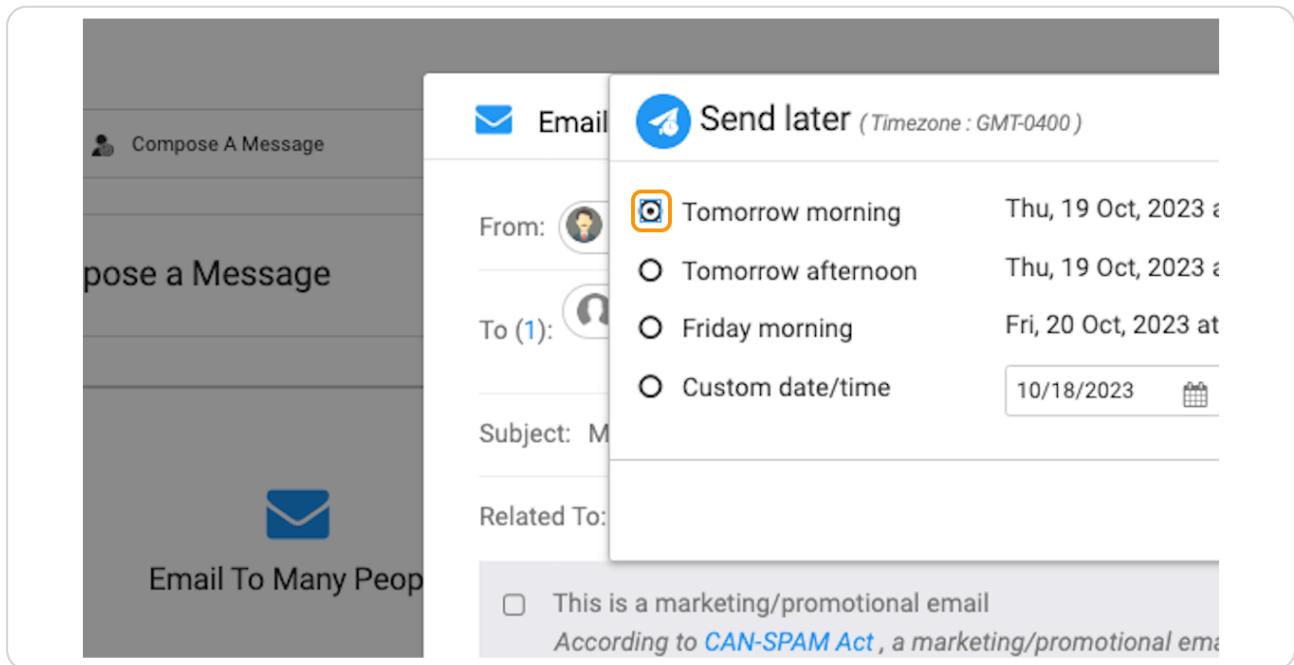 Compose A Message
pose a Message
Email To Many Peop
Email
From:
To (1):
Subject: M
Related To:
This is a marketing/promotional email
According to CAN-SPAM Act , a marketing/promotional ema
Send later ( Timezone : GMT-0400 )
Tomorrow morning Thu, 19 Oct, 2023 a
Tomorrow afternoon Thu, 19 Oct, 2023 a
Friday morning Fri, 20 Oct, 2023 at
Custom date/time 10/18/2023